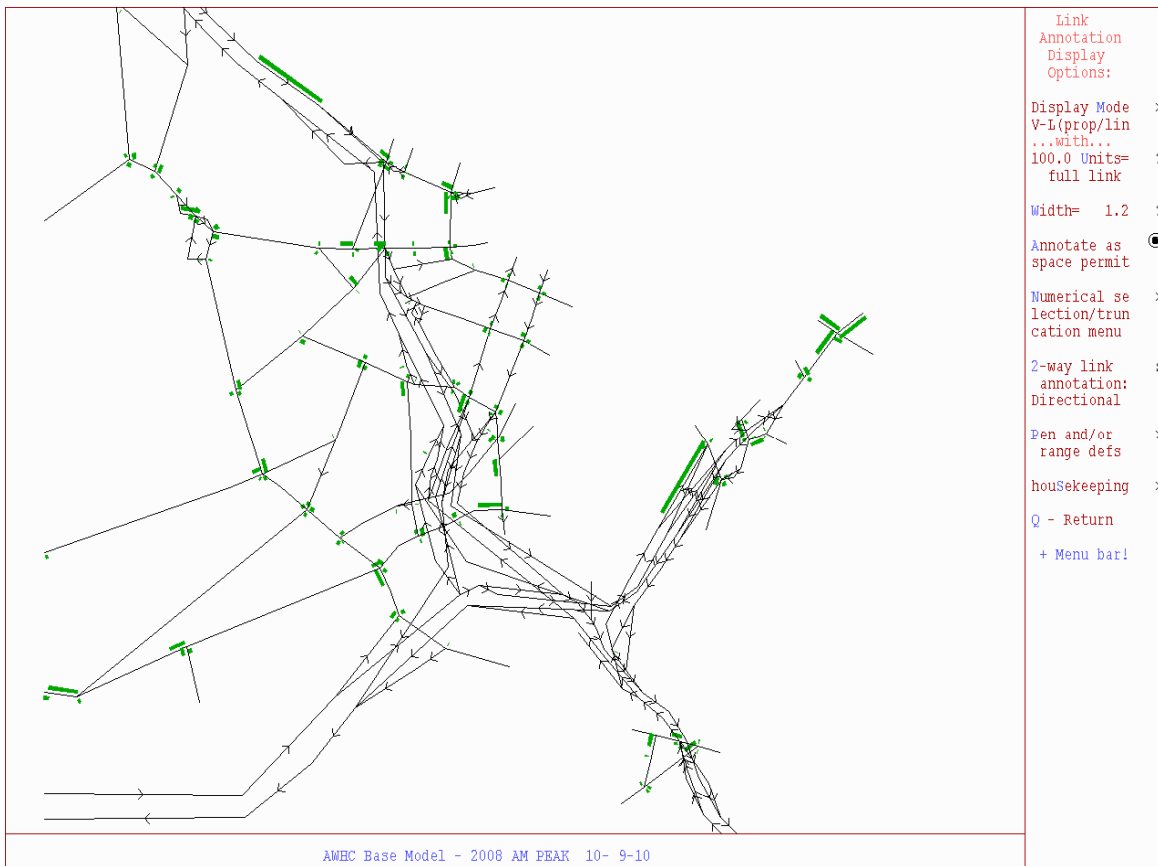 Link
Annotation
Display
Options:
Display Mode >
V-L(prop/lin
...with...
100.0 Units= ?
full link
Width= 1.2 ?
Annotate as
space permit
Numerical se >
lection/trun
cation menu
2-way link
annotation:
Directional
Pen and/or >
range defs
houSekeeping >
Q - Return
+ Menu bar!
AWHC Base Model - 2008 AM PEAK 10- 9-10